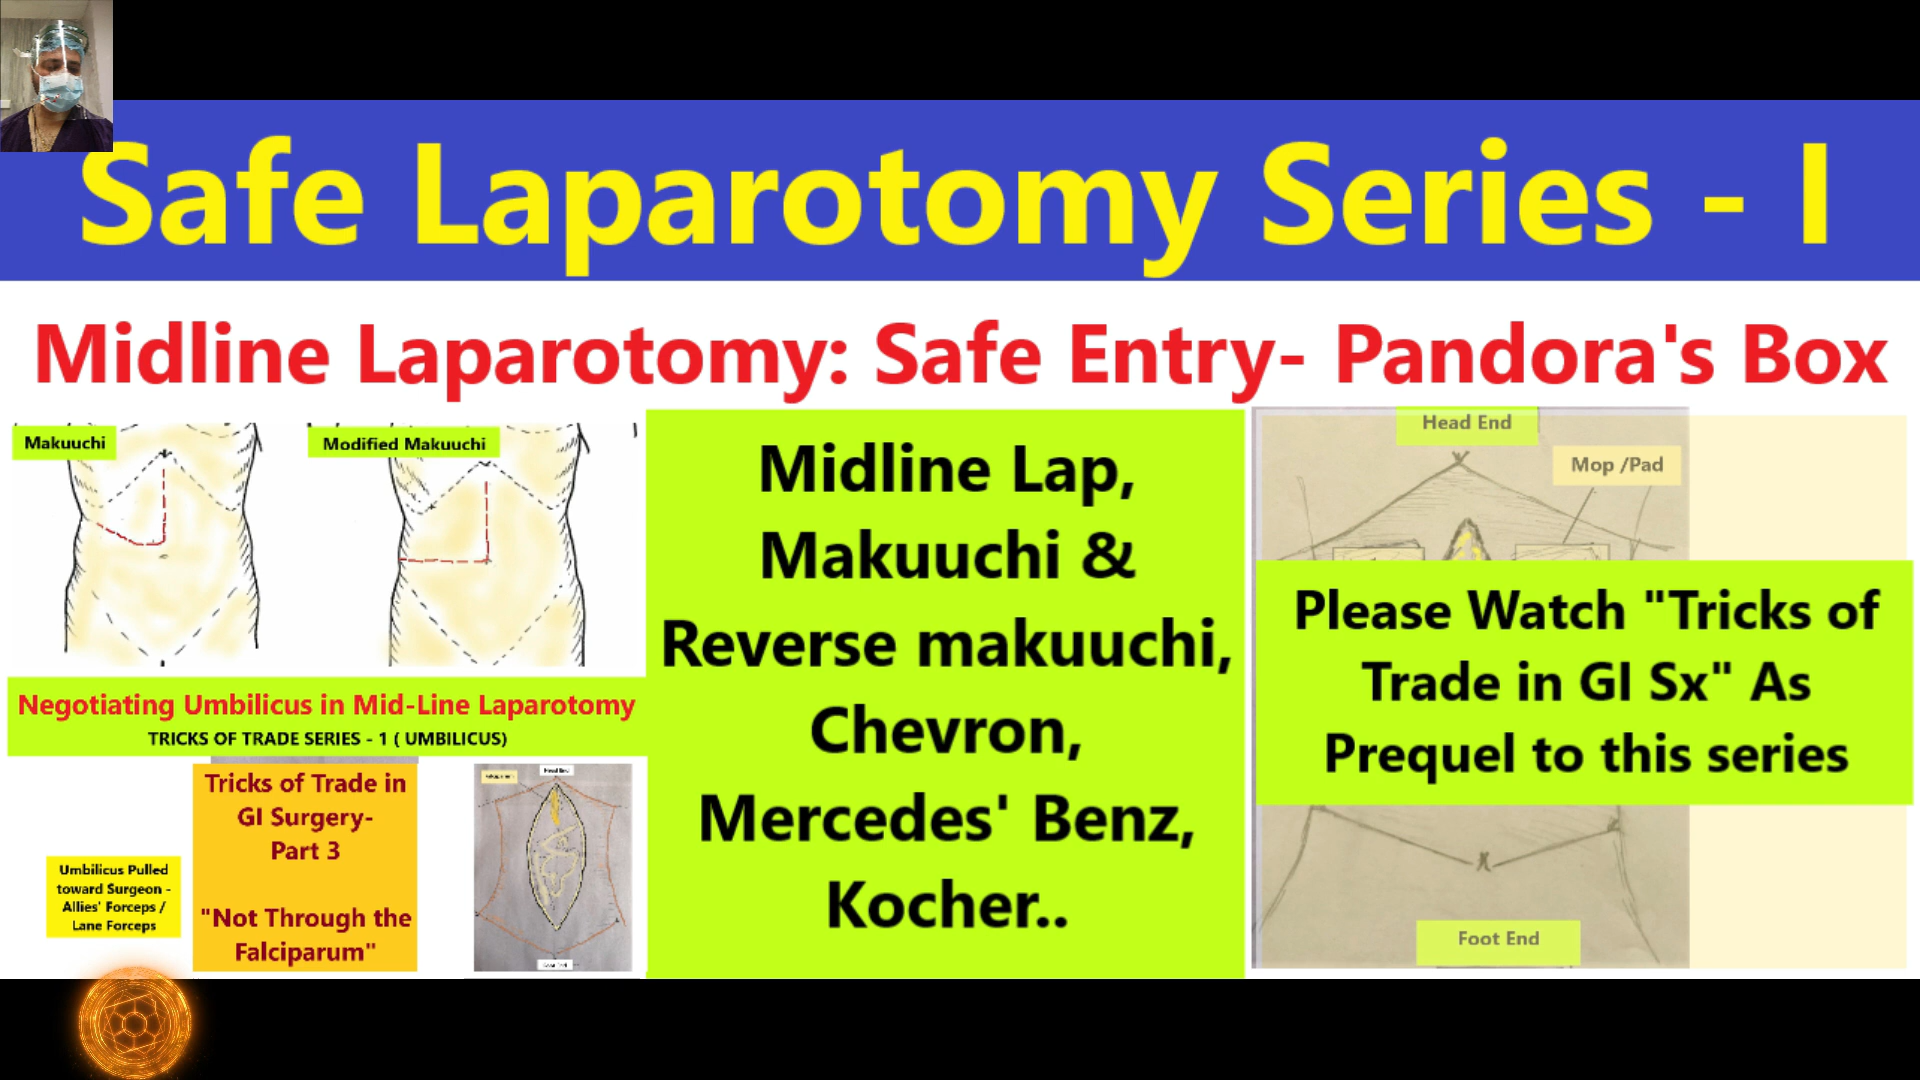 Safe Laparotomy Series - I
Midline Laparotomy: Safe Entry- Pandora's Box
Makuuchi
Modified Makuuchi
Negotiating Umbilicus in Mid-Line Laparotomy
TRICKS OF TRADE SERIES - 1 ( UMBILICUS)
Umbilicus Pulled
toward Surgeon -
Allies' Forceps /
Lane Forceps
Tricks of Trade in
GI Surgery-
Part 3
"Not Through the
Falciparum"
Head End
Midline Lap,
Makuuchi &
Reverse makuuchi,
Chevron,
Mercedes' Benz,
Kocher..
Head End
Mop /Pad
Please Watch "Tricks of
Trade in GI Sx" As
Prequel to this series
Foot End